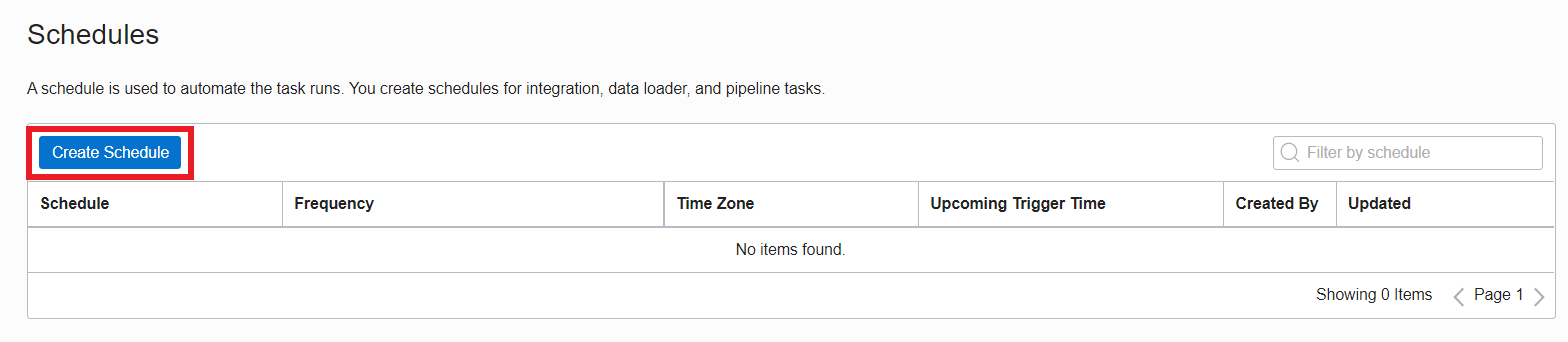 Schedules
A schedule is used to automate the task runs. You create schedules for integration, data loader, and pipeline tasks.
Create Schedule
Filter by schedule
Schedule Frequency Time Zone Upcoming Trigger Time Created By Updated
No items found.
Showing 0 Items Page 1